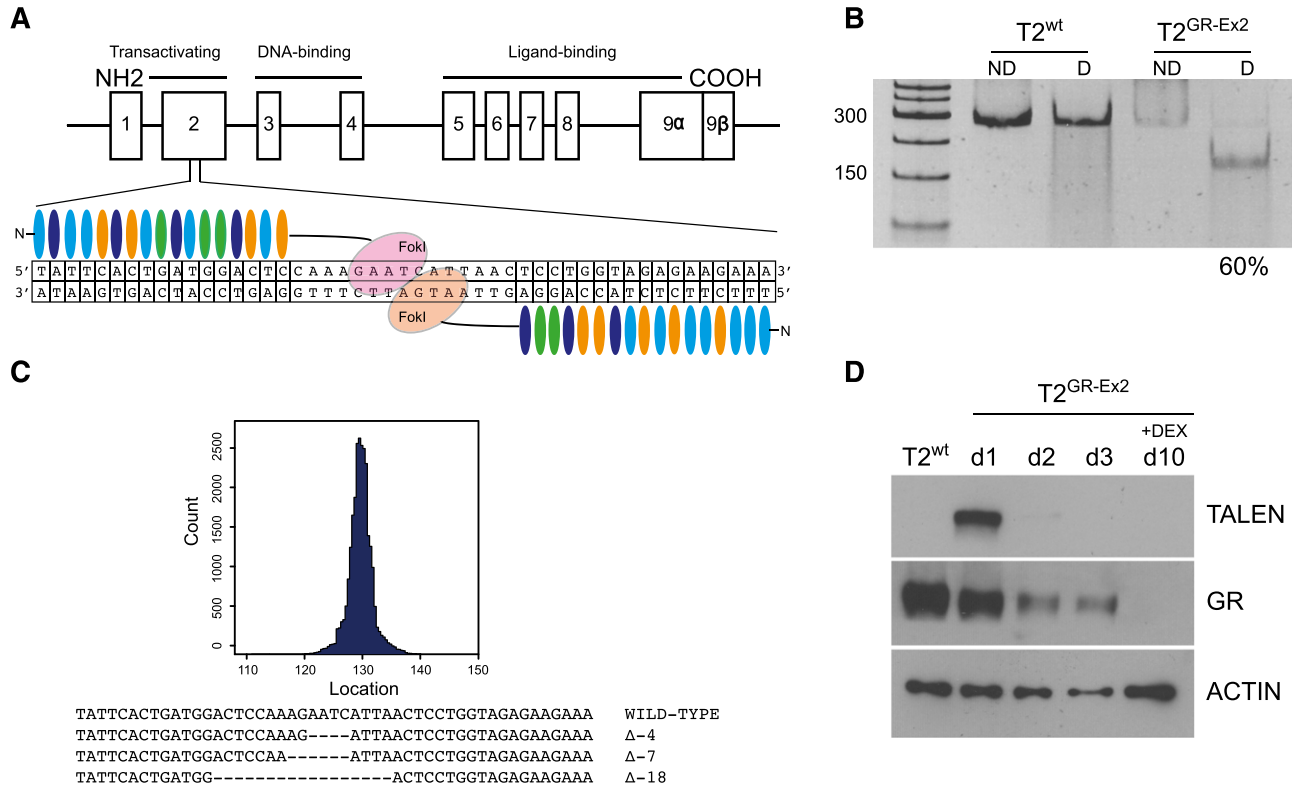 A
Transactivating DNA-binding Ligand-binding
NH2 COOH
1 2 3 4 5 6 7 8 9α 9β
N
FokI
5′ T A T T C A C T G A T G G A C T C C A A A G A A T C A T T A A C T C C T G G T A G A G A A G A A A 3′
3′ A T A A G T G A C T A C C T G A G G T T T C T T A G T A A T T G A G G A C C A T C T C T T C T T T 5′
FokI
N
B
T2wt T2GR-Ex2
ND D ND D
300
150
60%
C
Count
2500
2000
1500
1000
500
0
110 120 130 140 150
Location
TATTCACTGATGGACTCCAAAGAATCATTAACTCCTGGTAGAGAAGAAA WILD-TYPE
TATTCACTGATGGACTCCAAAG----ATTAACTCCTGGTAGAGAAGAAA Δ-4
TATTCACTGATGGACTCCAA------ATTAACTCCTGGTAGAGAAGAAA Δ-7
TATTCACTGATGG-----------------ACTCCTGGTAGAGAAGAAA Δ-18
D
T2GR-Ex2
+DEX
T2wt d1 d2 d3 d10
TALEN
GR
ACTIN